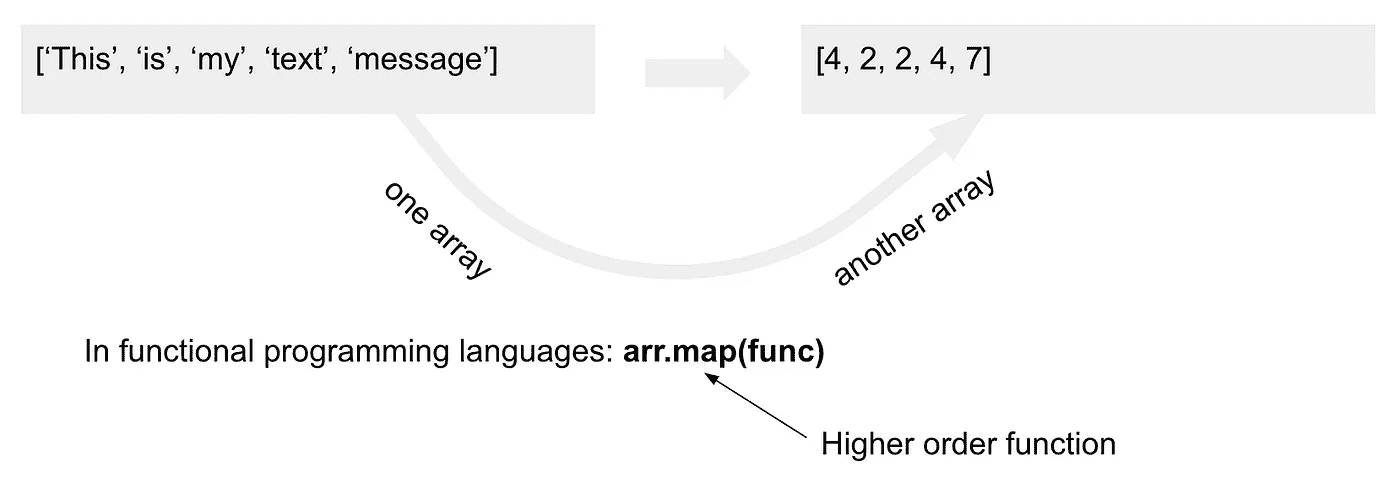 [‘This’, ‘is’, ‘my’, ‘text’, ‘message’]
[4, 2, 2, 4, 7]
one array
another array
In functional programming languages: arr.map(func)
Higher order function